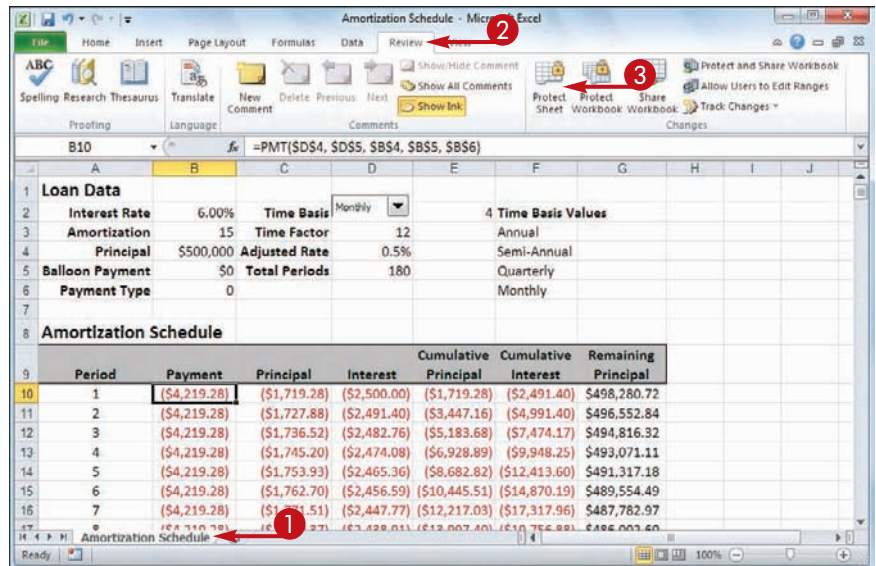 Amortization Schedule - Microsoft Excel
File Home Insert Page Layout Formulas Data Review
2
ABC
Spelling Research Thesaurus
Translate
New Comment
Delete Previous Next
Show/Hide Comment
Show All Comments
Show Ink
Protect Sheet
Protect Workbook
Share Workbook
3
Protect and Share Workbook
Allow Users to Edit Ranges
Track Changes
Proofing Language Comments Changes
B10 fx =PMT($D$4, $D$5, $B$4, $B$5, $B$6)
A B C D E F G H I J
1 Loan Data
2 Interest Rate 6.00% Time Basis Monthly 4 Time Basis Values
3 Amortization 15 Time Factor 12 Annual
4 Principal $500,000 Adjusted Rate 0.5% Semi-Annual
5 Balloon Payment $0 Total Periods 180 Quarterly
6 Payment Type 0 Monthly
7
8 Amortization Schedule
9 Period Payment Principal Interest Cumulative Principal Cumulative Interest Remaining Principal
10 1 ($4,219.28) ($1,719.28) ($2,500.00) ($1,719.28) ($2,491.40) $498,280.72
11 2 ($4,219.28) ($1,727.88) ($2,491.40) ($3,447.16) ($4,991.40) $496,552.84
12 3 ($4,219.28) ($1,736.52) ($2,482.76) ($5,183.68) ($7,474.17) $494,816.32
13 4 ($4,219.28) ($1,745.20) ($2,474.08) ($6,928.89) ($9,948.25) $493,071.11
14 5 ($4,219.28) ($1,753.93) ($2,465.36) ($8,682.82) ($12,413.60) $491,317.18
15 6 ($4,219.28) ($1,762.70) ($2,456.59) ($10,445.51) ($14,870.19) $489,554.49
16 7 ($4,219.28) ($2,447.77) ($12,217.03) ($17,317.96) $487,782.97
1
Amortization Schedule
Ready 100%